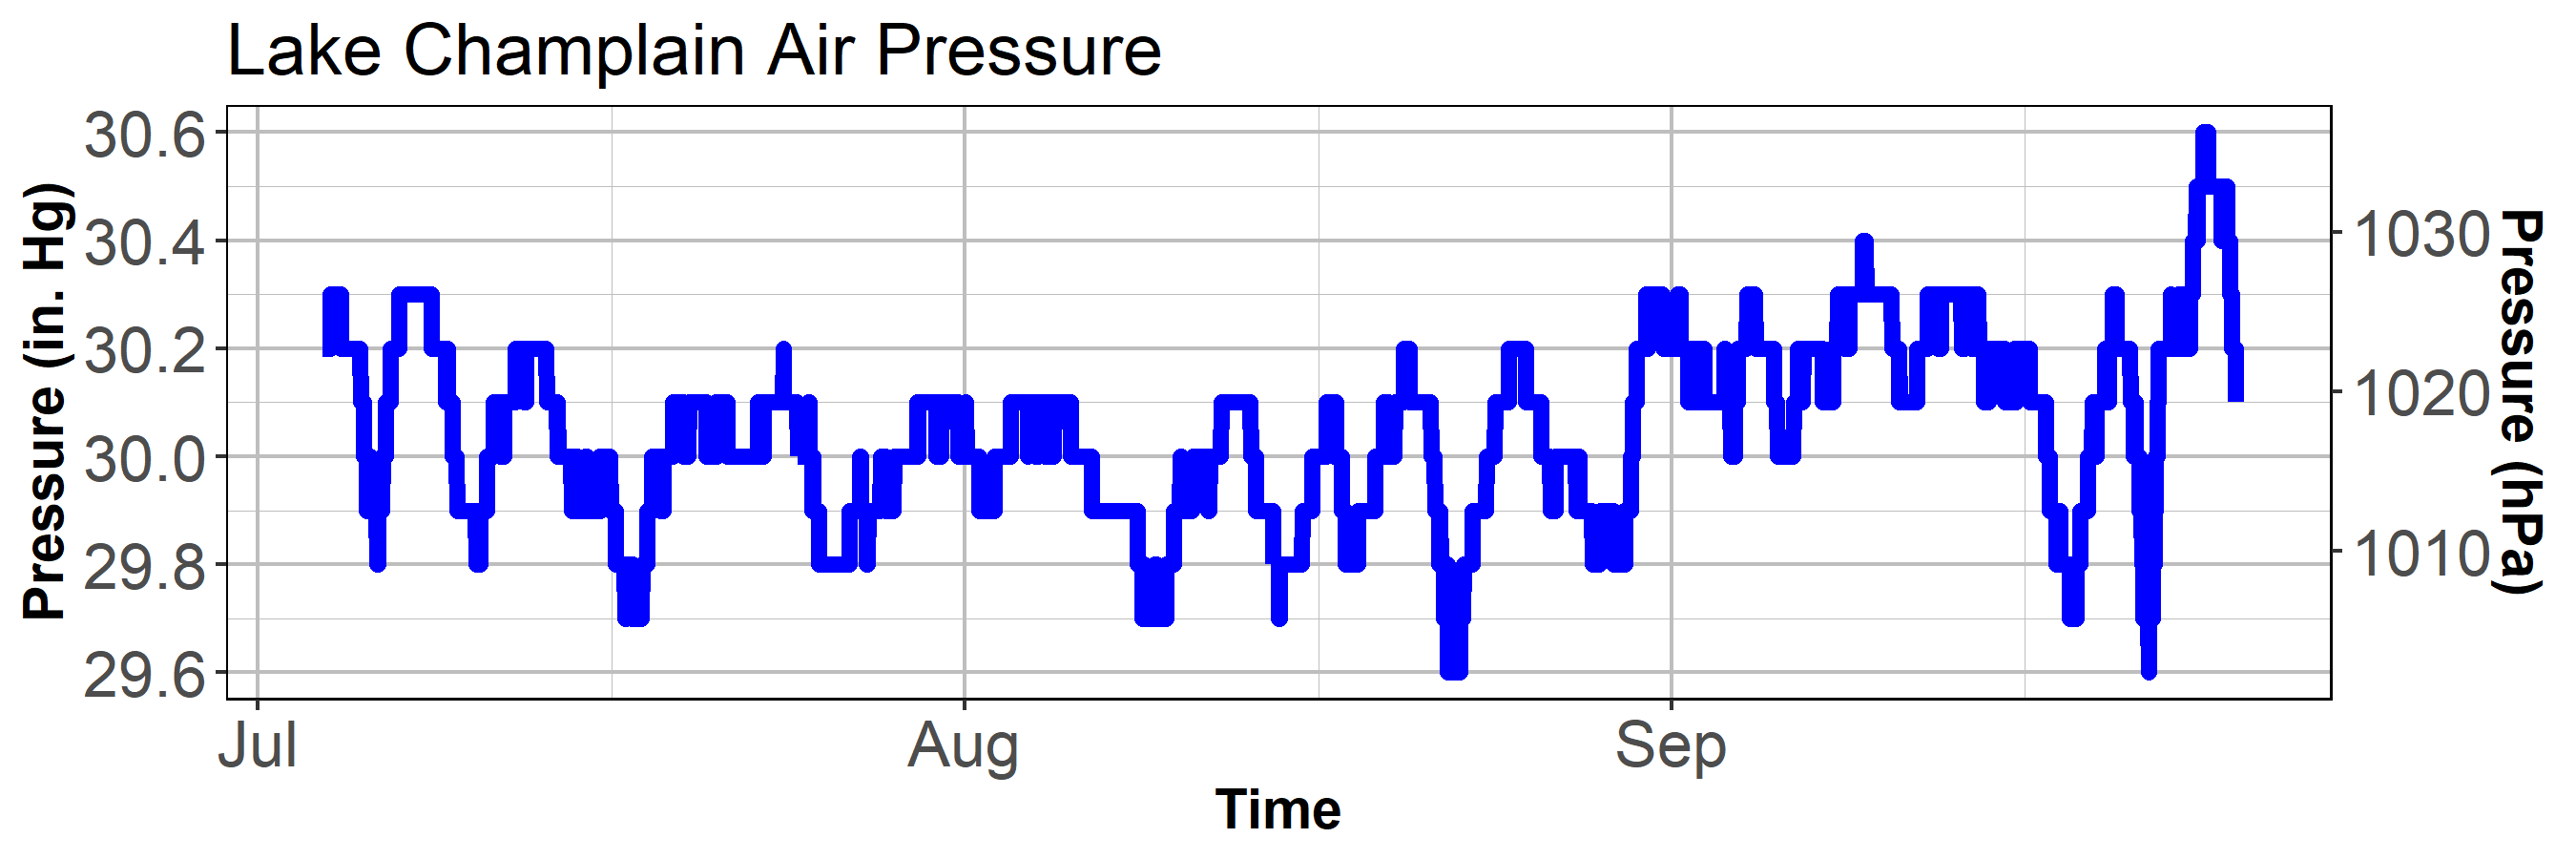 Lake Champlain Air Pressure
Pressure (in. Hg)
30.6
30.4
30.2
30.0
29.8
29.6
1030
1020
1010
Pressure (hPa)
Jul Aug Sep
Time